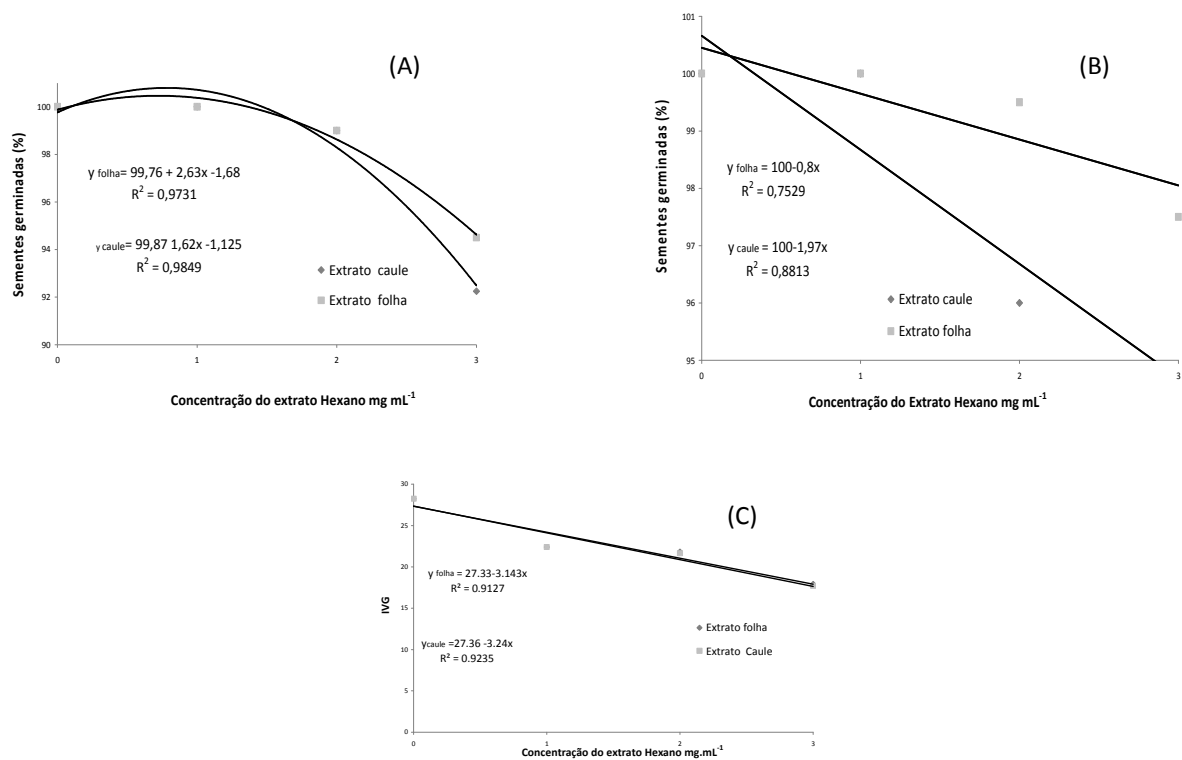 (A)
Sementes germinadas (%)
100
98
96
94
92
90
0
1
2
3
y folha= 99,76 + 2,63x -1,68
R² = 0,9731
y caule= 99,87 1,62x -1,125
R² = 0,9849
Extrato caule
Extrato folha
Concentração do extrato Hexano mg mL⁻¹
(B)
Sementes germinadas (%)
101
100
99
98
97
96
95
0
1
2
3
y folha = 100-0,8x
R² = 0,7529
y caule = 100-1,97x
R² = 0,8813
Extrato caule
Extrato folha
Concentração do Extrato Hexano mg mL⁻¹
(C)
IVG
30
25
20
15
10
5
0
0
1
2
3
y folha = 27.33-3.143x
R² = 0.9127
ycaule =27.36 -3.24x
R² = 0.9235
Extrato folha
Extrato Caule
Concentração do extrato Hexano mg.mL⁻¹